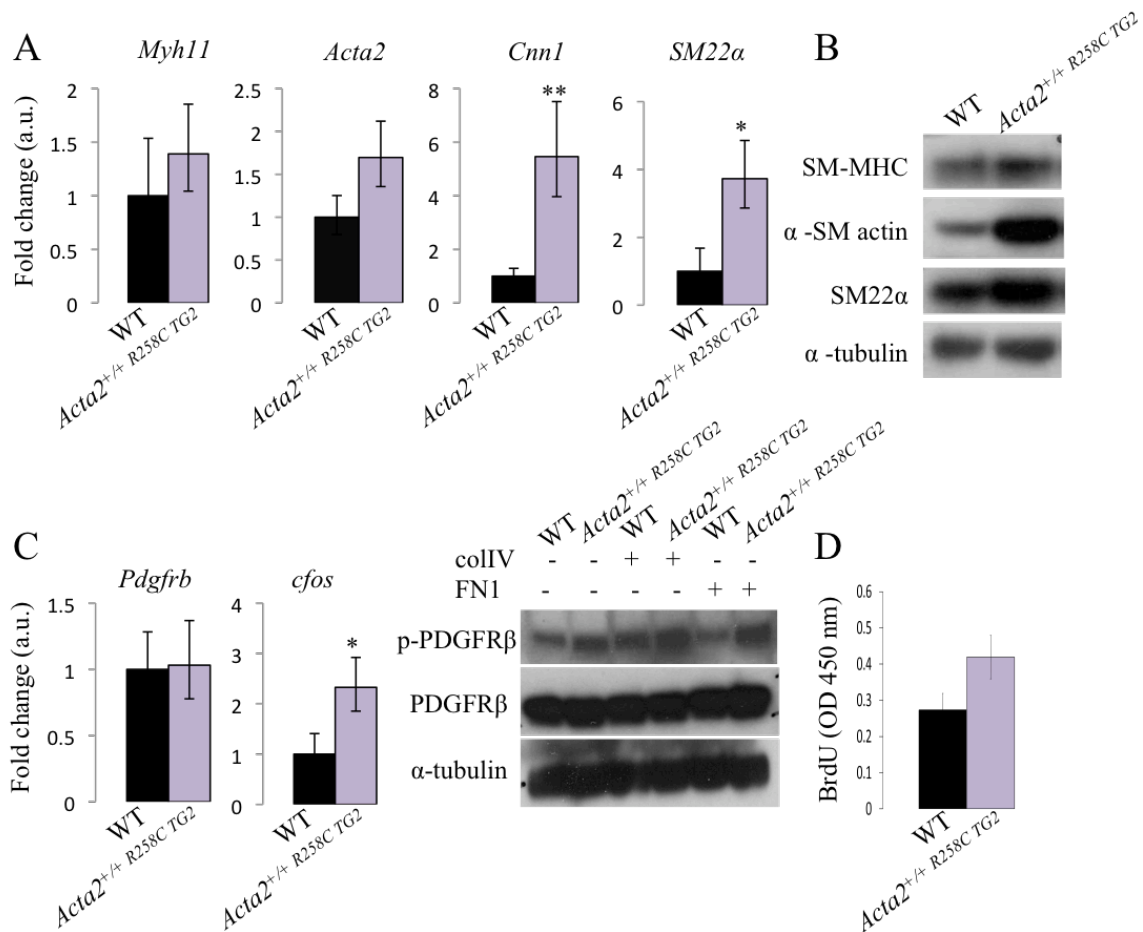 A
Myh11
Acta2
Cnn1
SM22α
Fold change (a.u.)
2
1.5
1
0.5
0
WT
Acta2+/+ R258C TG2
2.5
2
1.5
1
0.5
0
WT
Acta2+/+ R258C TG2
**
8
6
4
2
0
WT
Acta2+/+ R258C TG2
*
6
4
2
0
WT
Acta2+/+ R258C TG2
B
WT
Acta2+/+ R258C TG2
SM-MHC
α -SM actin
SM22α
α -tubulin
C
Pdgfrb
cfos
Fold change (a.u.)
1.5
1
0.5
0
WT
Acta2+/+ R258C TG2
*
4
3
2
1
0
WT
Acta2+/+ R258C TG2
WT
Acta2+/+ R258C TG2
WT
Acta2+/+ R258C TG2
WT
Acta2+/+ R258C TG2
colIV - - + + - -
FN1 - - - - + +
p-PDGFRβ
PDGFRβ
α-tubulin
D
BrdU (OD 450 nm)
0.6
0.5
0.4
0.3
0.2
0.1
0
WT
Acta2+/+ R258C TG2